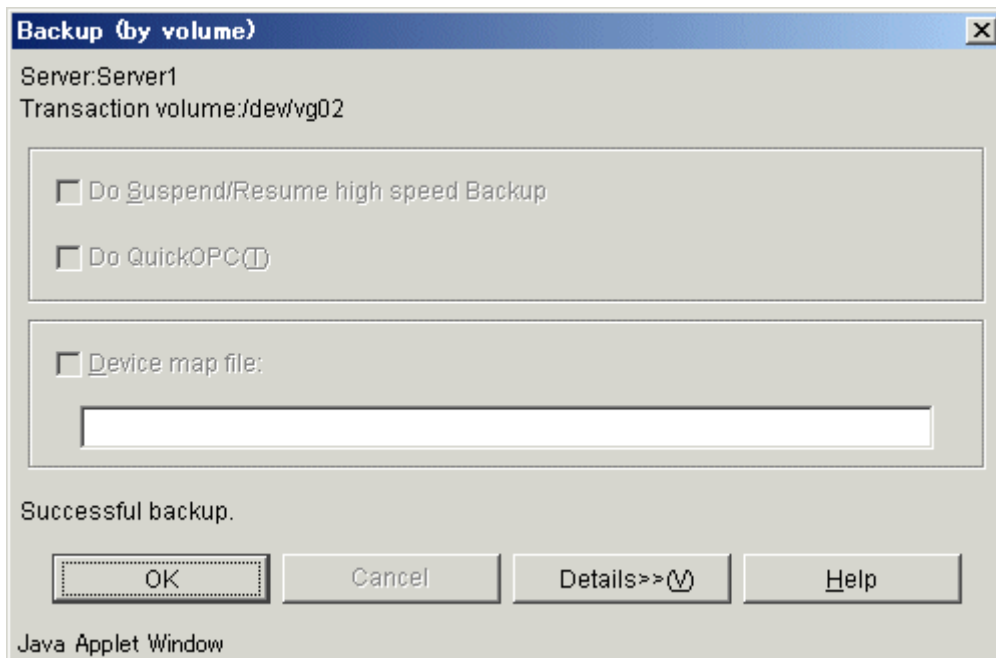 Backup (by volume)
Server:Server1
Transaction volume:/dev/vg02
Do Suspend/Resume high speed Backup
Do QuickOPC(T)
Device map file:
Successful backup.
OK Cancel Details>>(V) Help
Java Applet Window